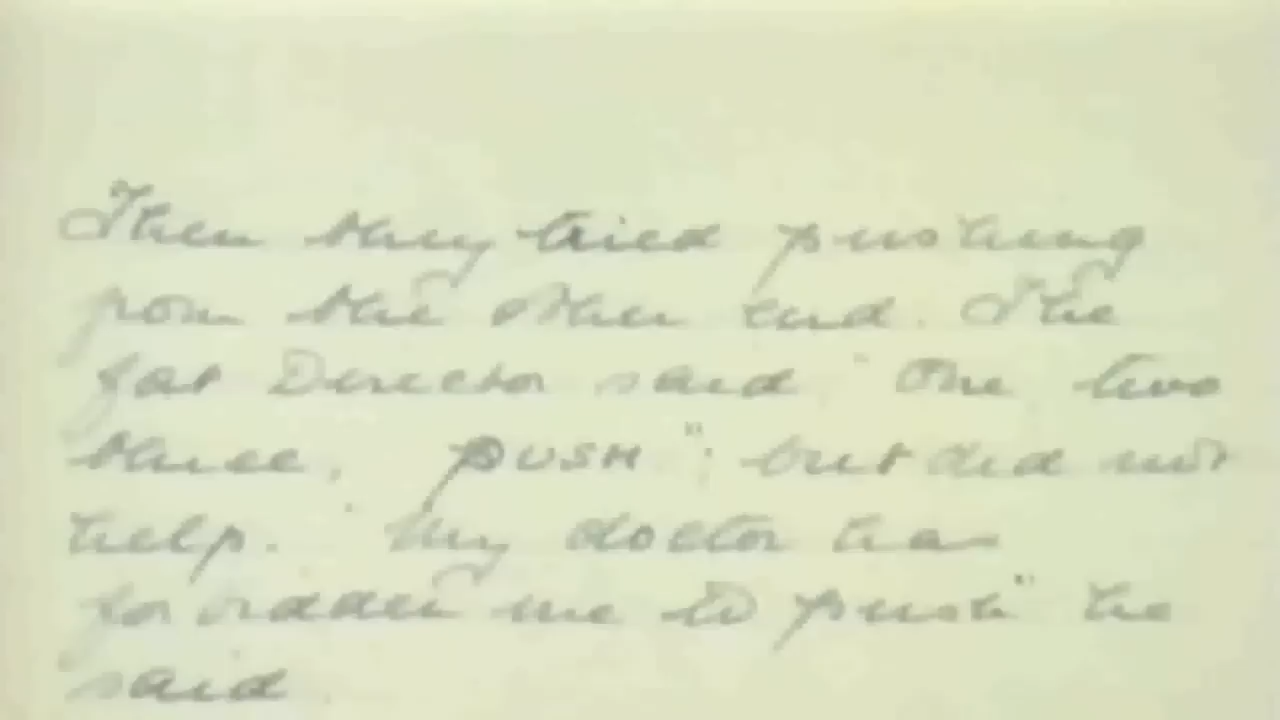 Then they tried pushing
from the other end. The
fat Director said "One two
three, PUSH"; but did not
help. "My doctor has
forbidden me to push" he
said.